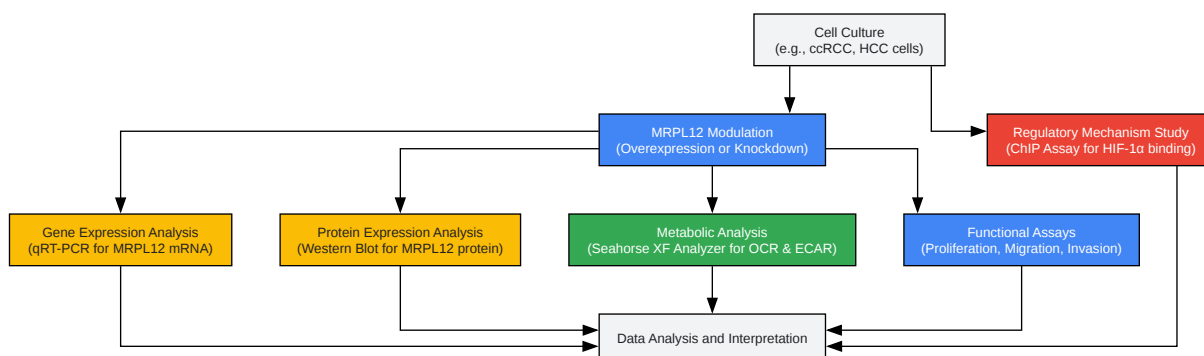 Cell Culture
(e.g., ccRCC, HCC cells)
MRPL12 Modulation
(Overexpression or Knockdown)
Regulatory Mechanism Study
(ChIP Assay for HIF-1α binding)
Gene Expression Analysis
(qRT-PCR for MRPL12 mRNA)
Protein Expression Analysis
(Western Blot for MRPL12 protein)
Metabolic Analysis
(Seahorse XF Analyzer for OCR & ECAR)
Functional Assays
(Proliferation, Migration, Invasion)
Data Analysis and Interpretation